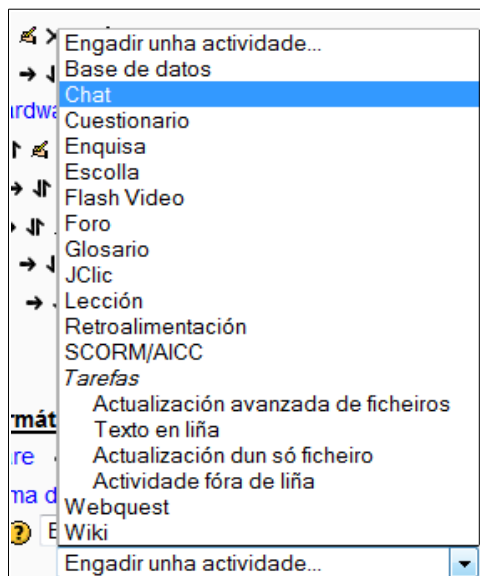 Engadir unha actividade...
Base de datos
Chat
Cuestionario
Enquisa
Escolla
Flash Video
Foro
Glosario
JClic
Lección
Retroalimentación
SCORM/AICC
Tarefas
Actualización avanzada de ficheiros
Texto en liña
Actualización dun só ficheiro
Actividade fóra de liña
Webquest
Wiki
Engadir unha actividade...